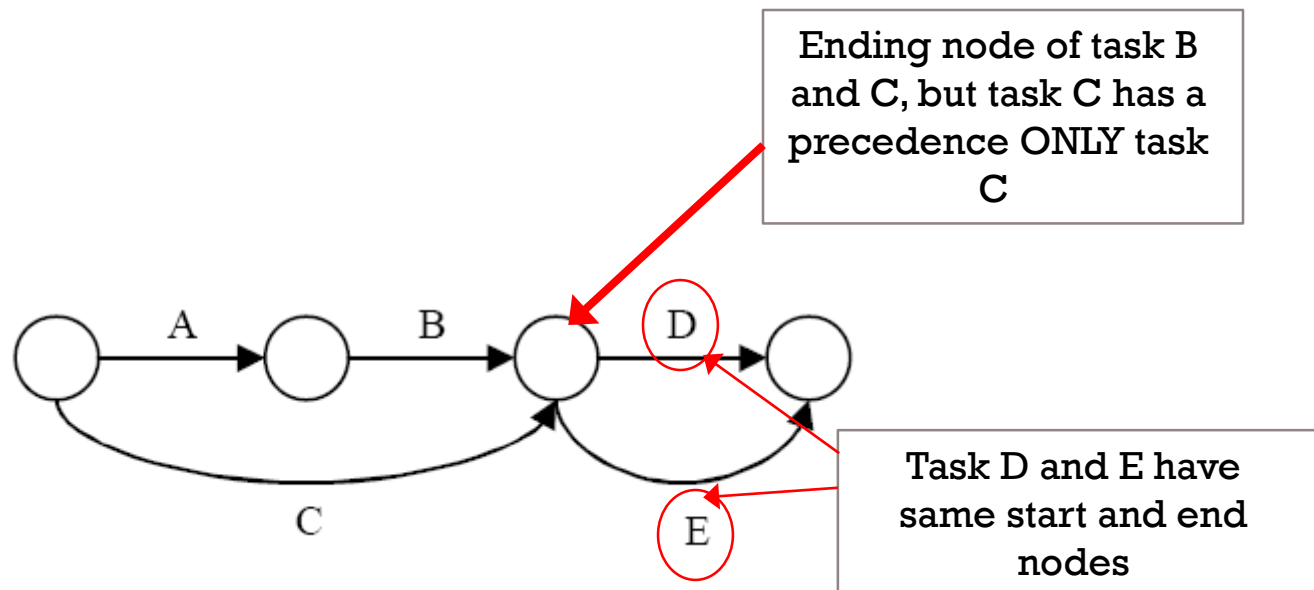 Ending node of task B
and C, but task C has a
precedence ONLY task
C
A
B
D
C
E
Task D and E have
same start and end
nodes